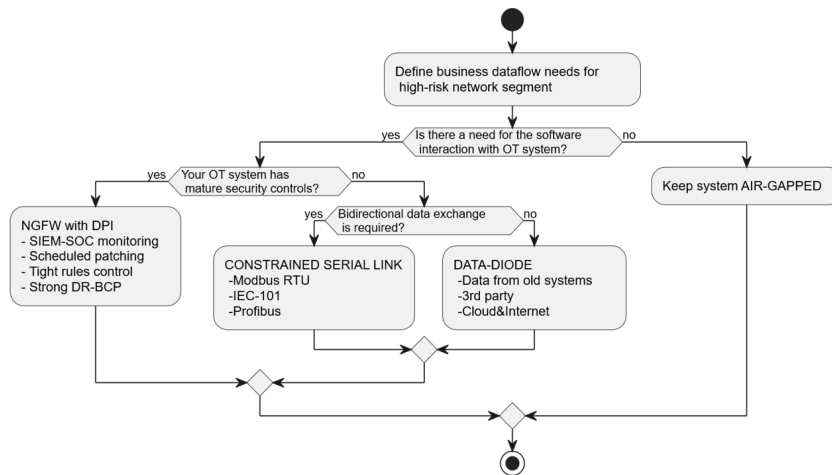 Define business dataflow needs for
high-risk network segment
yes
Is there a need for the software
interaction with OT system?
no
yes
Your OT system has
mature security controls?
no
Keep system AIR-GAPPED
NGFW with DPI
- SIEM-SOC monitoring
- Scheduled patching
- Tight rules control
- Strong DR-BCP
yes
Bidirectional data exchange
is required?
no
CONSTRAINED SERIAL LINK
-Modbus RTU
-IEC-101
-Profibus
DATA-DIODE
-Data from old systems
-3rd party
-Cloud&Internet